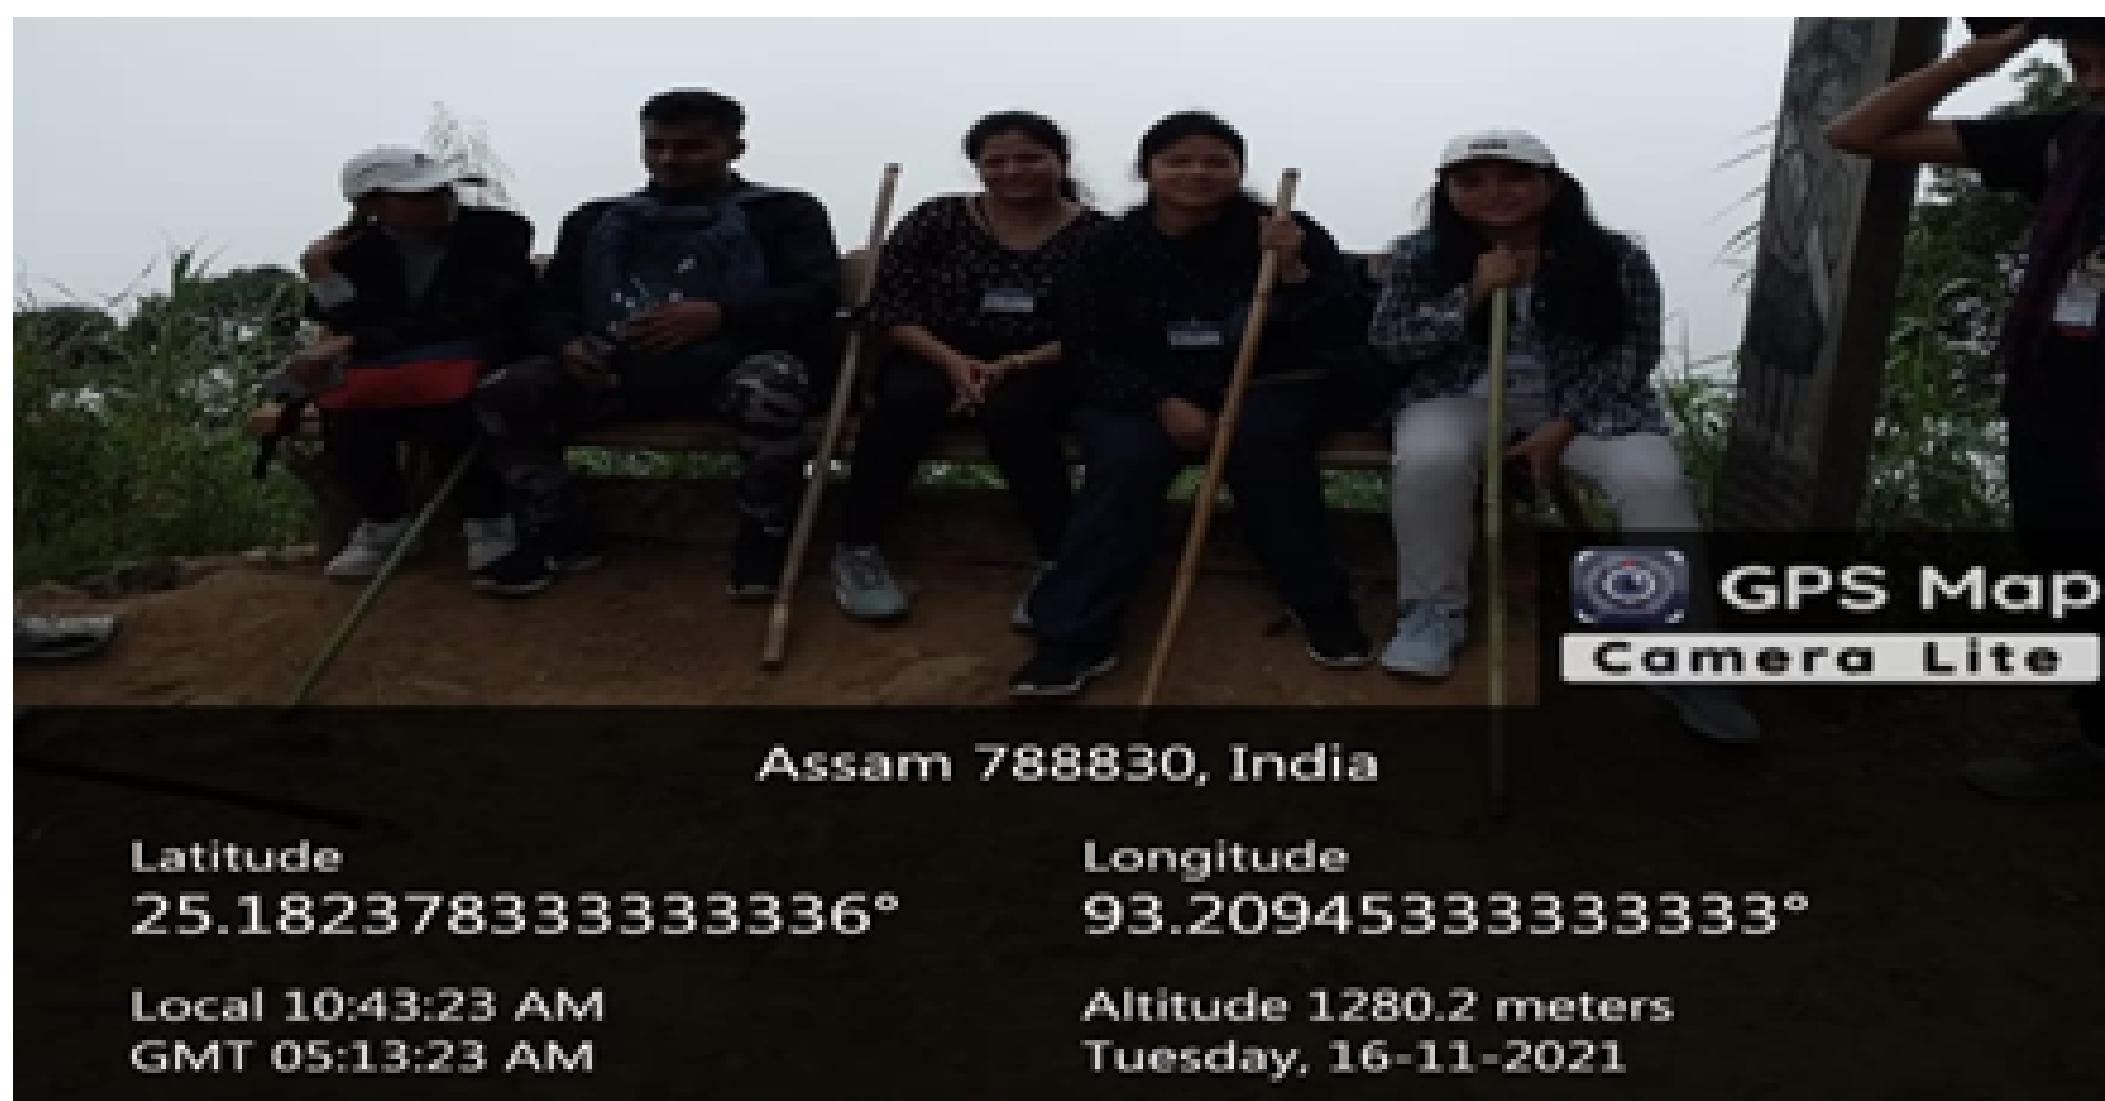 GPS Map
Camera Lite
Assam 788830, India
Latitude
25.182378333333336°
Longitude
93.20945333333333°
Local 10:43:23 AM
GMT 05:13:23 AM
Altitude 1280.2 meters
Tuesday, 16-11-2021